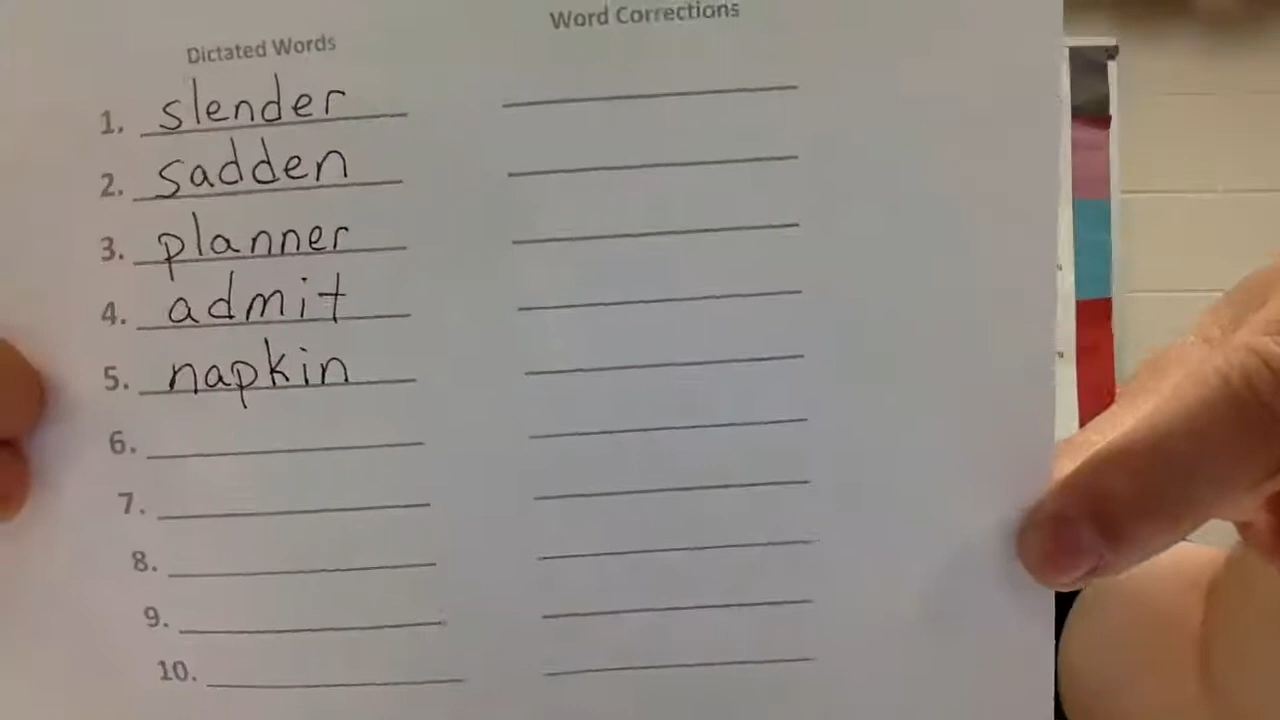 Dictated Words Word Corrections
1. slender
2. sadden
3. planner
4. admit
5. napkin
6.
7.
8.
9.
10.